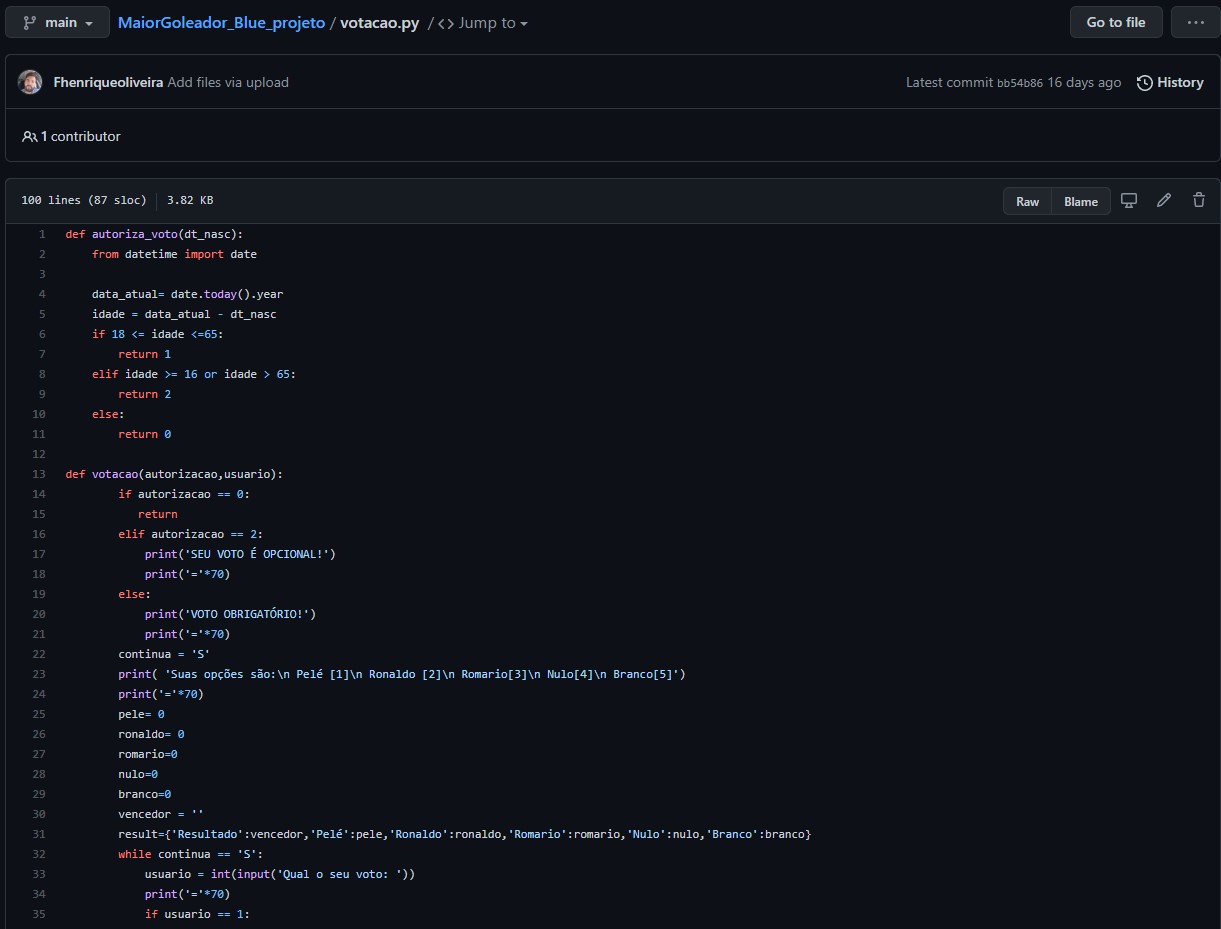 main
MaiorGoleador_Blue_projeto / votacao.py / <> Jump to
Go to file
...
Fhenriqueoliveira Add files via upload
Latest commit bb54b86 16 days ago
History
1 contributor
100 lines (87 sloc) | 3.82 KB
Raw
Blame
1 def autoriza_voto(dt_nasc):
2     from datetime import date
3
4     data_atual= date.today().year
5     idade = data_atual - dt_nasc
6     if 18 <= idade <=65:
7         return 1
8     elif idade >= 16 or idade > 65:
9         return 2
10     else:
11         return 0
12
13 def votacao(autorizacao,usuario):
14         if autorizacao == 0:
15            return
16         elif autorizacao == 2:
17             print('SEU VOTO É OPCIONAL!')
18             print('='*70)
19         else:
20             print('VOTO OBRIGATÓRIO!')
21             print('='*70)
22         continua = 'S'
23         print( 'Suas opções são:\n Pelé [1]\n Ronaldo [2]\n Romario[3]\n Nulo[4]\n Branco[5]')
24         print('='*70)
25         pele= 0
26         ronaldo= 0
27         romario=0
28         nulo=0
29         branco=0
30         vencedor = ''
31         result={'Resultado':vencedor,'Pelé':pele,'Ronaldo':ronaldo,'Romario':romario,'Nulo':nulo,'Branco':branco}
32         while continua == 'S':
33             usuario = int(input('Qual o seu voto: '))
34             print('='*70)
35             if usuario == 1: